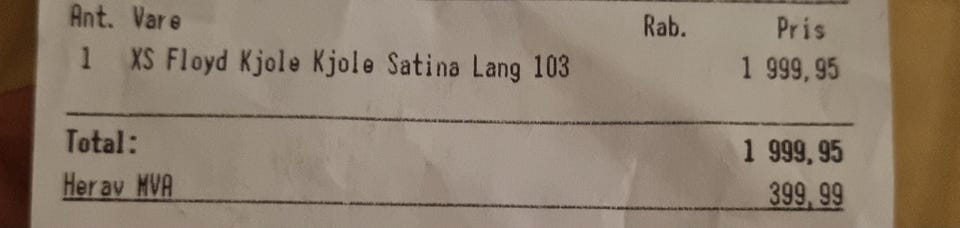 Ant. Vare Rab. Pris
1 XS Floyd Kjole Kjole Satina Lang 103 1 999,95
Total: 1 999,95
Herav MVA 399,99